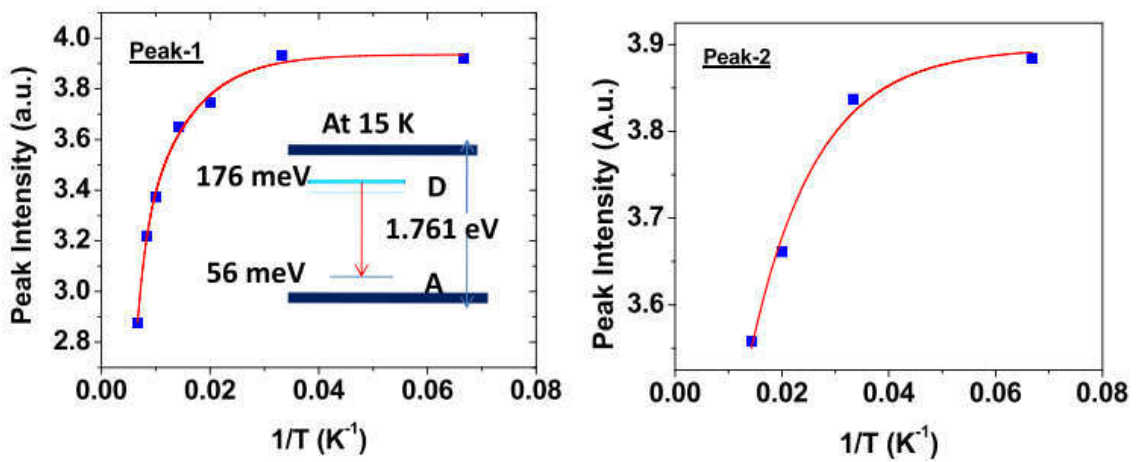 Peak-1
At 15 K
176 meV
D
1.761 eV
56 meV
A
Peak Intensity (a.u.)
4.0
3.8
3.6
3.4
3.2
3.0
2.8
0.00 0.02 0.04 0.06 0.08
1/T (K⁻¹)
Peak-2
Peak Intensity (A.u.)
3.9
3.8
3.7
3.6
0.00 0.02 0.04 0.06 0.08
1/T (K⁻¹)